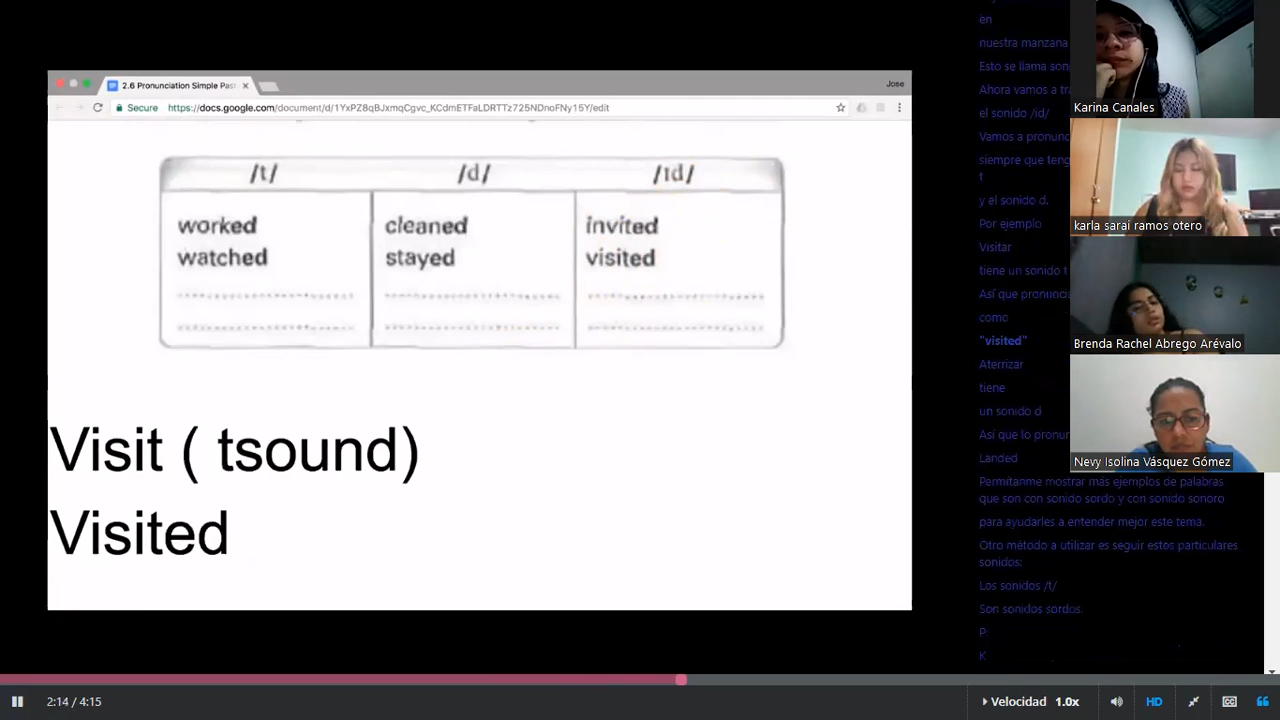 2.6 Pronunciation Simple Pas
Jose
Secure https://docs.google.com/document/d/1YxPZ8qBJxmqCgvc_KCdmETFaLDRTTz725NDnoFNy15Y/edit
/t/ /d/ /ɪd/
worked cleaned invited
watched stayed visited
Visit ( tsound)
Visited
en
nuestra manzana
Esto se llama son
Ahora vamos a tra
el sonido /id/
Vamos a pronunc
siempre que teng
t
y el sonido d.
Por ejemplo
Visitar
tiene un sonido t
Así que pronunc
como
"visited"
Aterrizar
tiene
un sonido d
Así que lo pronun
Landed
Permítanme mostrar más ejemplos de palabras
que son con sonido sordo y con sonido sonoro
para ayudarles a entender mejor este tema.
Otro método a utilizar es seguir estos particulares
sonidos:
Los sonidos /t/
Son sonidos sordos.
P
K
Karina Canales
karla sarai ramos otero
Brenda Rachel Abrego Arévalo
Nevy Isolina Vásquez Gómez
2:14 / 4:15
Velocidad 1.0x
HD
CC